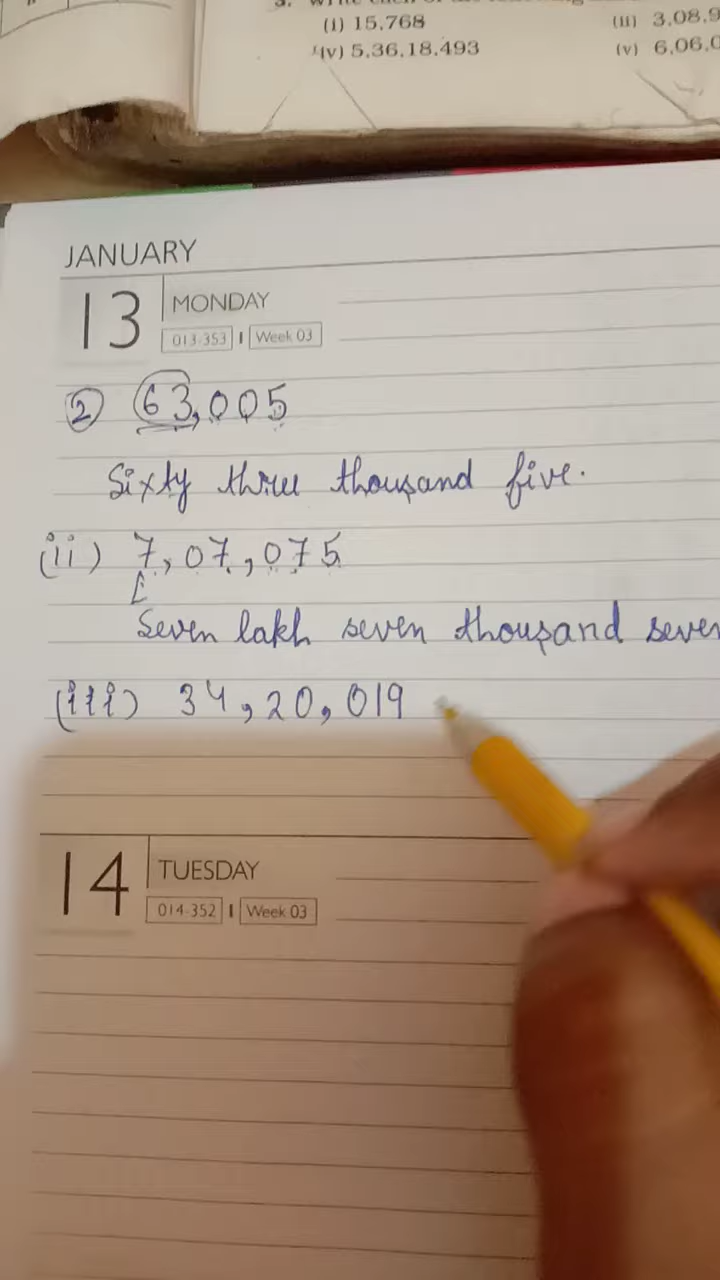 (i) 15,768
(iii) 3,08,9
(iv) 5,36,18,493
(v) 6,06,0
JANUARY
13 MONDAY
013-353 Week 03
(2) 63,005
Sixty three thousand five.
(ii) 7,07,075
Seven lakh seven thousand seven
(iii) 34,20,019
14 TUESDAY
014-352 Week 03